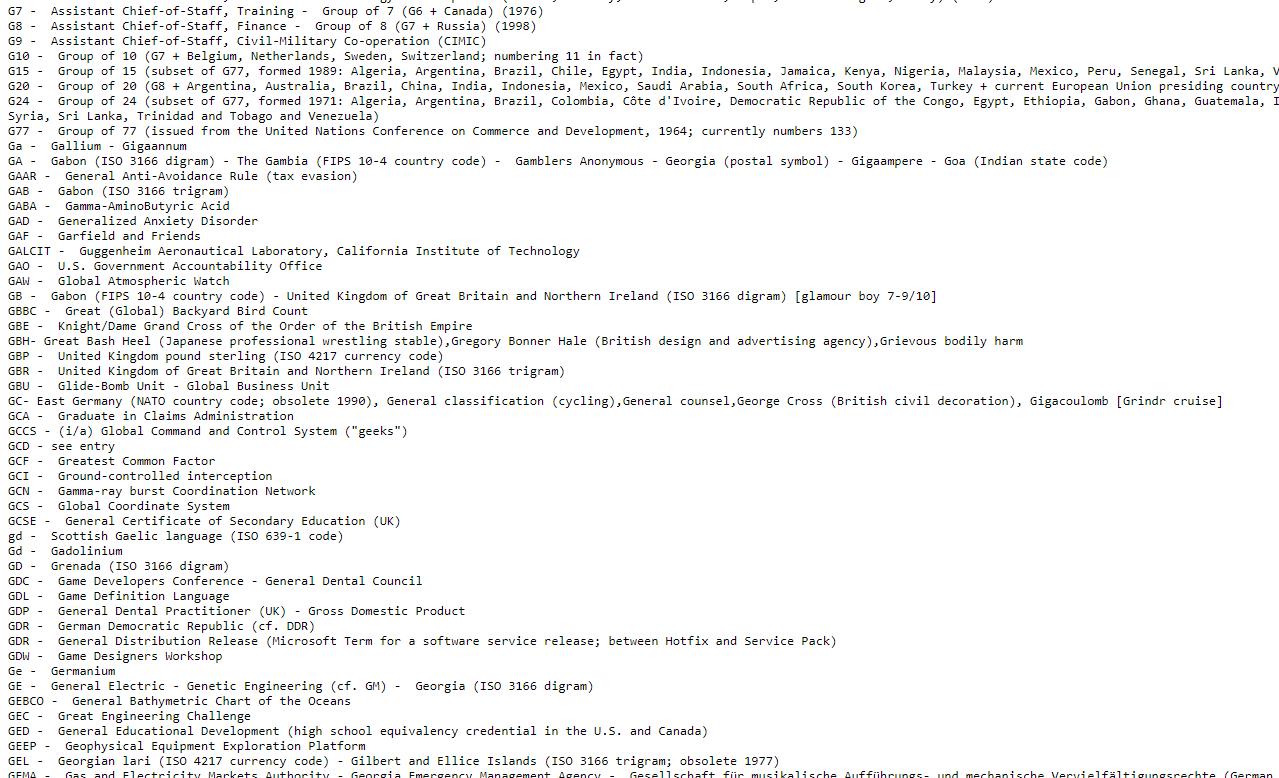 G7 -  Assistant Chief-of-Staff, Training -  Group of 7 (G6 + Canada) (1976)
G8 -  Assistant Chief-of-Staff, Finance -  Group of 8 (G7 + Russia) (1998)
G9 -  Assistant Chief-of-Staff, Civil-Military Co-operation (CIMIC)
G10 -  Group of 10 (G7 + Belgium, Netherlands, Sweden, Switzerland; numbering 11 in fact)
G15 -  Group of 15 (subset of G77, formed 1989: Algeria, Argentina, Brazil, Chile, Egypt, India, Indonesia, Jamaica, Kenya, Nigeria, Malaysia, Mexico, Peru, Senegal, Sri Lanka, V
G20 -  Group of 20 (G8 + Argentina, Australia, Brazil, China, India, Indonesia, Mexico, Saudi Arabia, South Africa, South Korea, Turkey + current European Union presiding country
G24 -  Group of 24 (subset of G77, formed 1971: Algeria, Argentina, Brazil, Colombia, Côte d'Ivoire, Democratic Republic of the Congo, Egypt, Ethiopia, Gabon, Ghana, Guatemala, I
Syria, Sri Lanka, Trinidad and Tobago and Venezuela)
G77 -  Group of 77 (issued from the United Nations Conference on Commerce and Development, 1964; currently numbers 133)
Ga -  Gallium - Gigaannum
GA -  Gabon (ISO 3166 digram) - The Gambia (FIPS 10-4 country code) -  Gamblers Anonymous - Georgia (postal symbol) - Gigaampere - Goa (Indian state code)
GAAR -  General Anti-Avoidance Rule (tax evasion)
GAB -  Gabon (ISO 3166 trigram)
GABA -  Gamma-AminoButyric Acid
GAD -  Generalized Anxiety Disorder
GAF -  Garfield and Friends
GALCIT -  Guggenheim Aeronautical Laboratory, California Institute of Technology
GAO -  U.S. Government Accountability Office
GAW -  Global Atmospheric Watch
GB -  Gabon (FIPS 10-4 country code) - United Kingdom of Great Britain and Northern Ireland (ISO 3166 digram) [glamour boy 7-9/10]
GBBC -  Great (Global) Backyard Bird Count
GBE -  Knight/Dame Grand Cross of the Order of the British Empire
GBH- Great Bash Heel (Japanese professional wrestling stable),Gregory Bonner Hale (British design and advertising agency),Grievous bodily harm
GBP -  United Kingdom pound sterling (ISO 4217 currency code)
GBR -  United Kingdom of Great Britain and Northern Ireland (ISO 3166 trigram)
GBU -  Glide-Bomb Unit - Global Business Unit
GC- East Germany (NATO country code; obsolete 1990), General classification (cycling),General counsel,George Cross (British civil decoration), Gigacoulomb [Grindr cruise]
GCA -  Graduate in Claims Administration
GCCS - (i/a) Global Command and Control System ("geeks")
GCD - see entry
GCF -  Greatest Common Factor
GCI -  Ground-controlled interception
GCN -  Gamma-ray burst Coordination Network
GCS -  Global Coordinate System
GCSE -  General Certificate of Secondary Education (UK)
gd -  Scottish Gaelic language (ISO 639-1 code)
Gd -  Gadolinium
GD -  Grenada (ISO 3166 digram)
GDC -  Game Developers Conference - General Dental Council
GDL -  Game Definition Language
GDP -  General Dental Practitioner (UK) - Gross Domestic Product
GDR -  German Democratic Republic (cf. DDR)
GDR -  General Distribution Release (Microsoft Term for a software service release; between Hotfix and Service Pack)
GDW -  Game Designers Workshop
Ge -  Germanium
GE -  General Electric - Genetic Engineering (cf. GM) -  Georgia (ISO 3166 digram)
GEBCO -  General Bathymetric Chart of the Oceans
GEC -  Great Engineering Challenge
GED -  General Educational Development (high school equivalency credential in the U.S. and Canada)
GEEP -  Geophysical Equipment Exploration Platform
GEL -  Georgian lari (ISO 4217 currency code) - Gilbert and Ellice Islands (ISO 3166 trigram; obsolete 1977)
GEMA -  Gas and Electricity Markets Authority - Georgia Emergency Management Agency -  Gesellschaft für musikalische Aufführungs- und mechanische Vervielfältigungsrechte (German